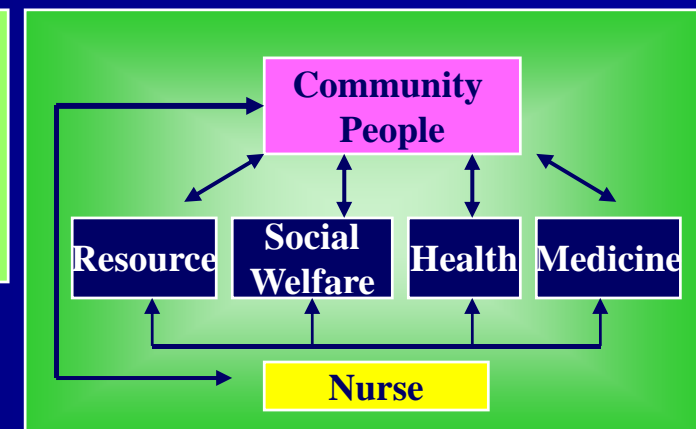 Community
People
Resource
Social
Welfare
Health
Medicine
Nurse